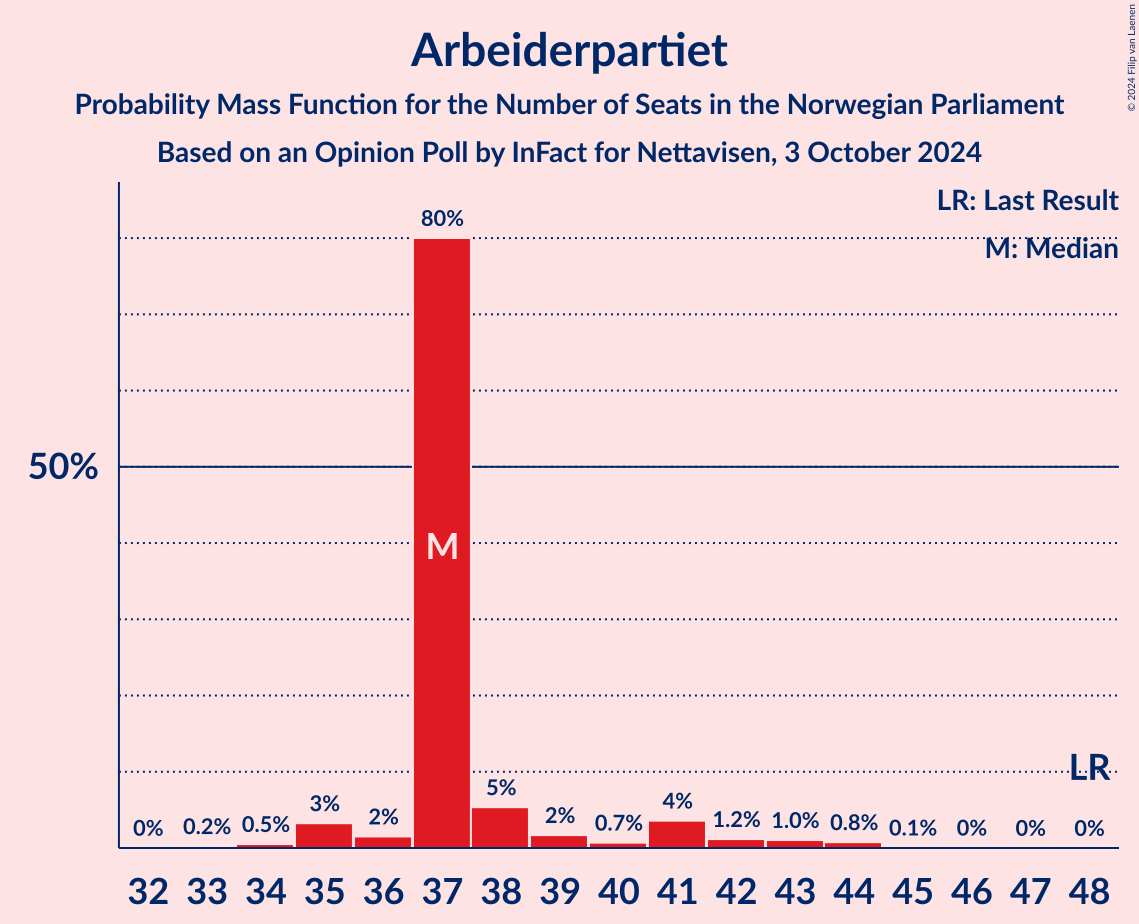 © 2024 Filip van Laenen
Arbeiderpartiet
Probability Mass Function for the Number of Seats in the Norwegian Parliament
Based on an Opinion Poll by InFact for Nettavisen, 3 October 2024
LR: Last Result
M: Median
80%
50%
M
LR
0% 0.2% 0.5% 3% 2% 5% 2% 0.7% 4% 1.2% 1.0% 0.8% 0.1% 0% 0% 0%
32 33 34 35 36 37 38 39 40 41 42 43 44 45 46 47 48